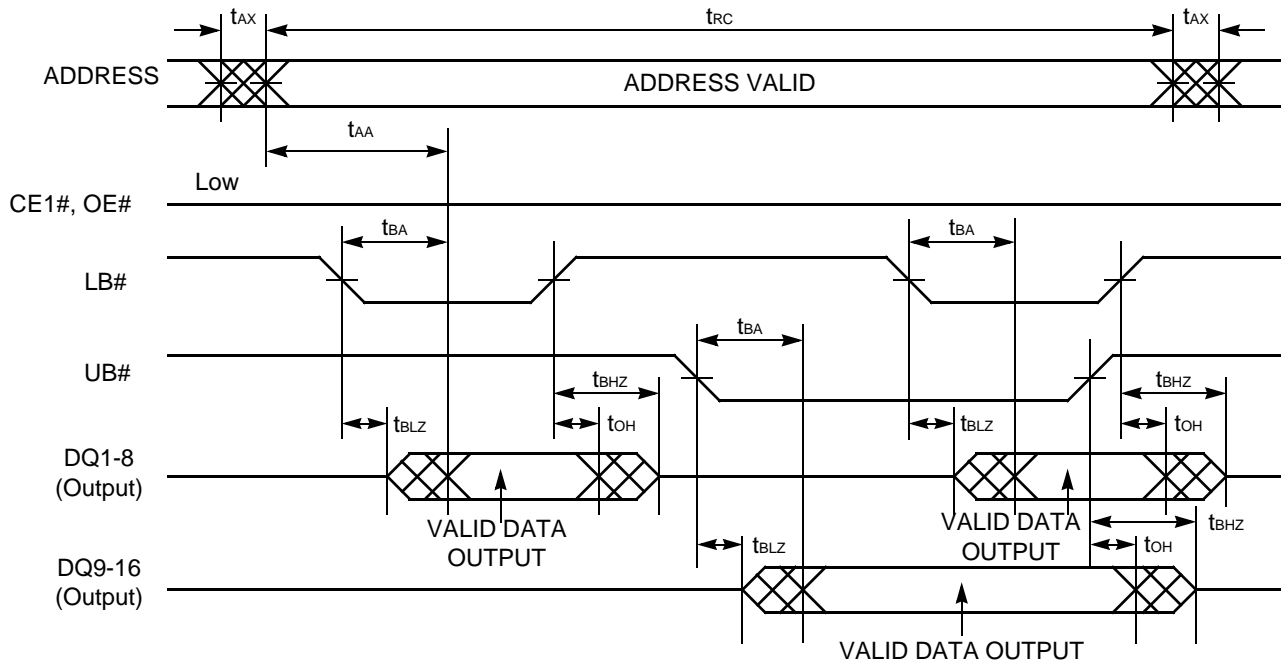 tAX tRC tAX
ADDRESS ADDRESS VALID
tAA
Low
CE1#, OE#
tBA tBA
LB#
tBA
UB#
tBHZ tBHZ
tBLZ tOH tBLZ tOH
DQ1-8
(Output)
VALID DATA
OUTPUT
VALID DATA
OUTPUT
tBHZ
tBLZ tOH
DQ9-16
(Output)
VALID DATA OUTPUT